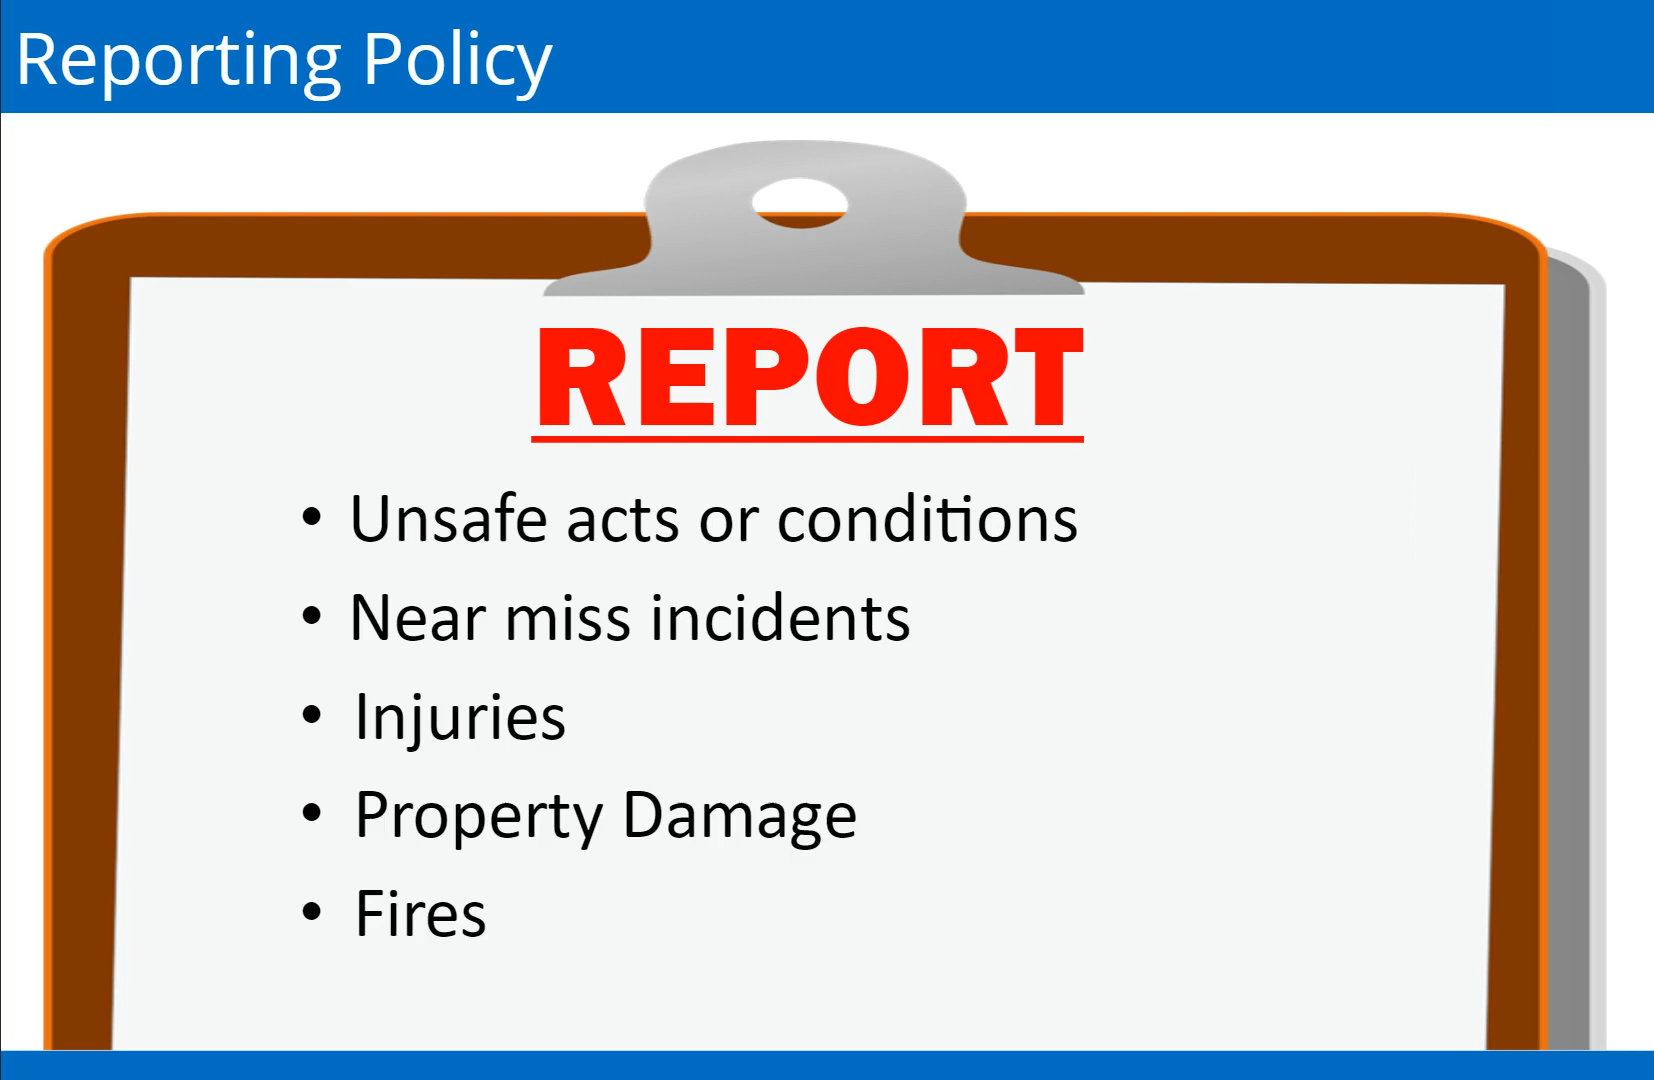 Reporting Policy
REPORT
• Unsafe acts or conditions
• Near miss incidents
• Injuries
• Property Damage
• Fires